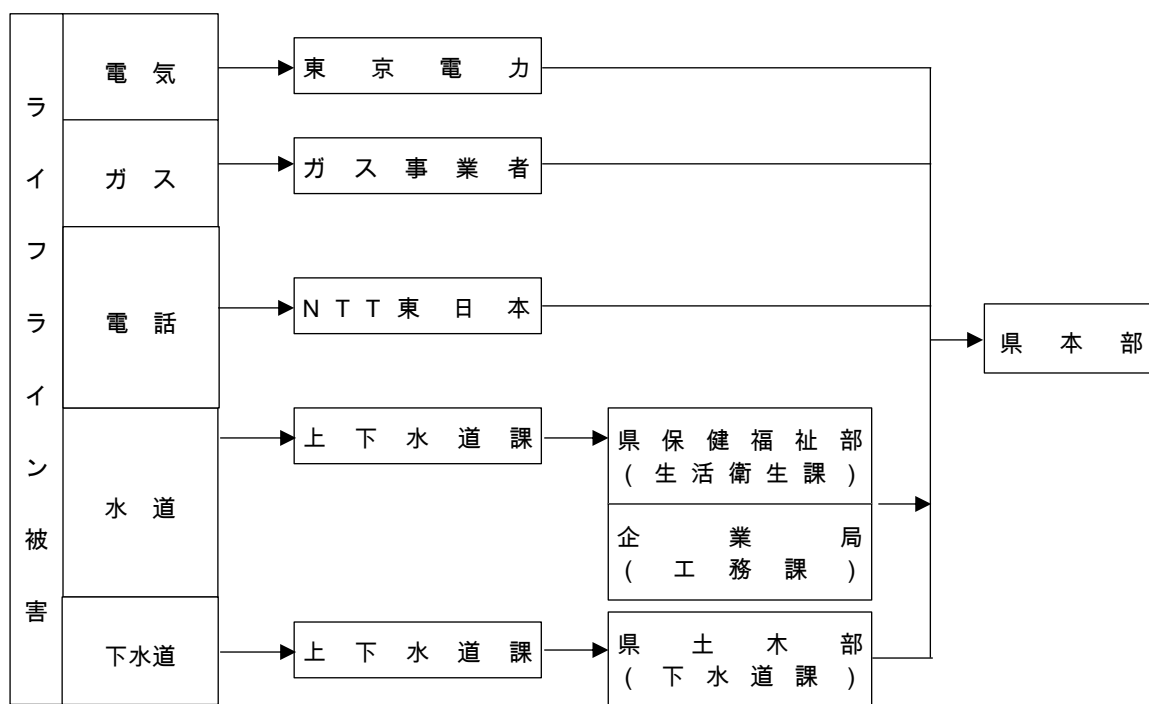 ライフライン被害
電気
東京電力
ガス
ガス事業者
電話
NTT東日本
県本部
水道
上下水道課
県保健福祉部
(生活衛生課)
企業局
(工務課)
下水道
上下水道課
県土木部
(下水道課)